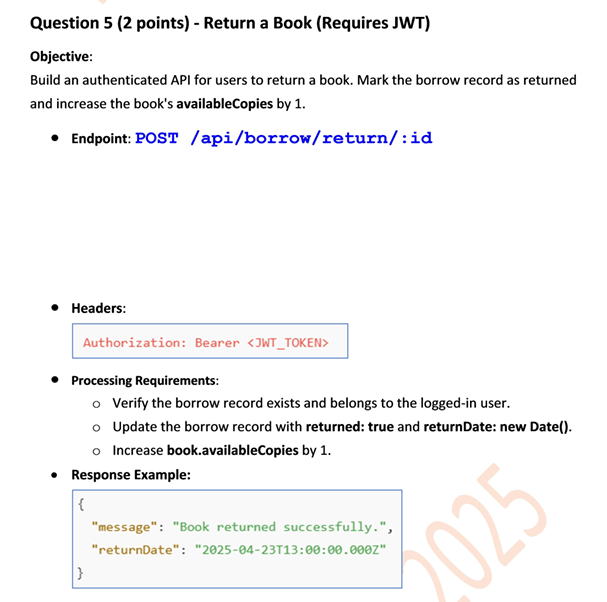 Question 5 (2 points) - Return a Book (Requires JWT)
Objective:
Build an authenticated API for users to return a book. Mark the borrow record as returned
and increase the book's availableCopies by 1.
• Endpoint: POST /api/borrow/return/:id
• Headers:
Authorization: Bearer <JWT_TOKEN>
• Processing Requirements:
o Verify the borrow record exists and belongs to the logged-in user.
o Update the borrow record with returned: true and returnDate: new Date().
o Increase book.availableCopies by 1.
• Response Example:
{
"message": "Book returned successfully.",
"returnDate": "2025-04-23T13:00:00.000Z"
}
2025